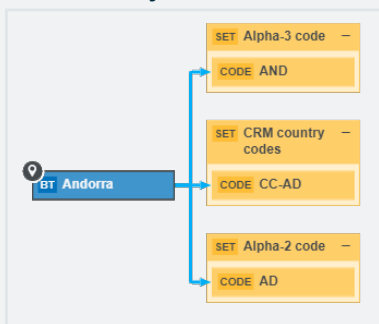 SET Alpha-3 code –
CODE AND
SET CRM country –
codes
BT Andorra
CODE CC-AD
SET Alpha-2 code –
CODE AD